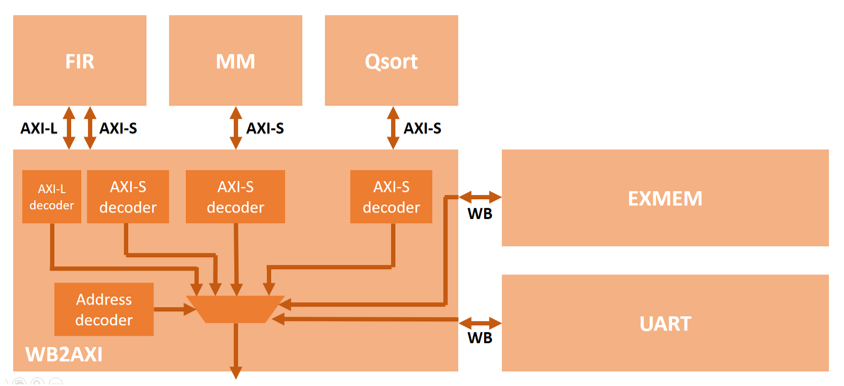 FIR
MM
Qsort
AXI-L
AXI-S
AXI-S
AXI-S
AXI-L
decoder
AXI-S
decoder
AXI-S
decoder
AXI-S
decoder
EXMEM
WB
Address
decoder
UART
WB
WB2AXI